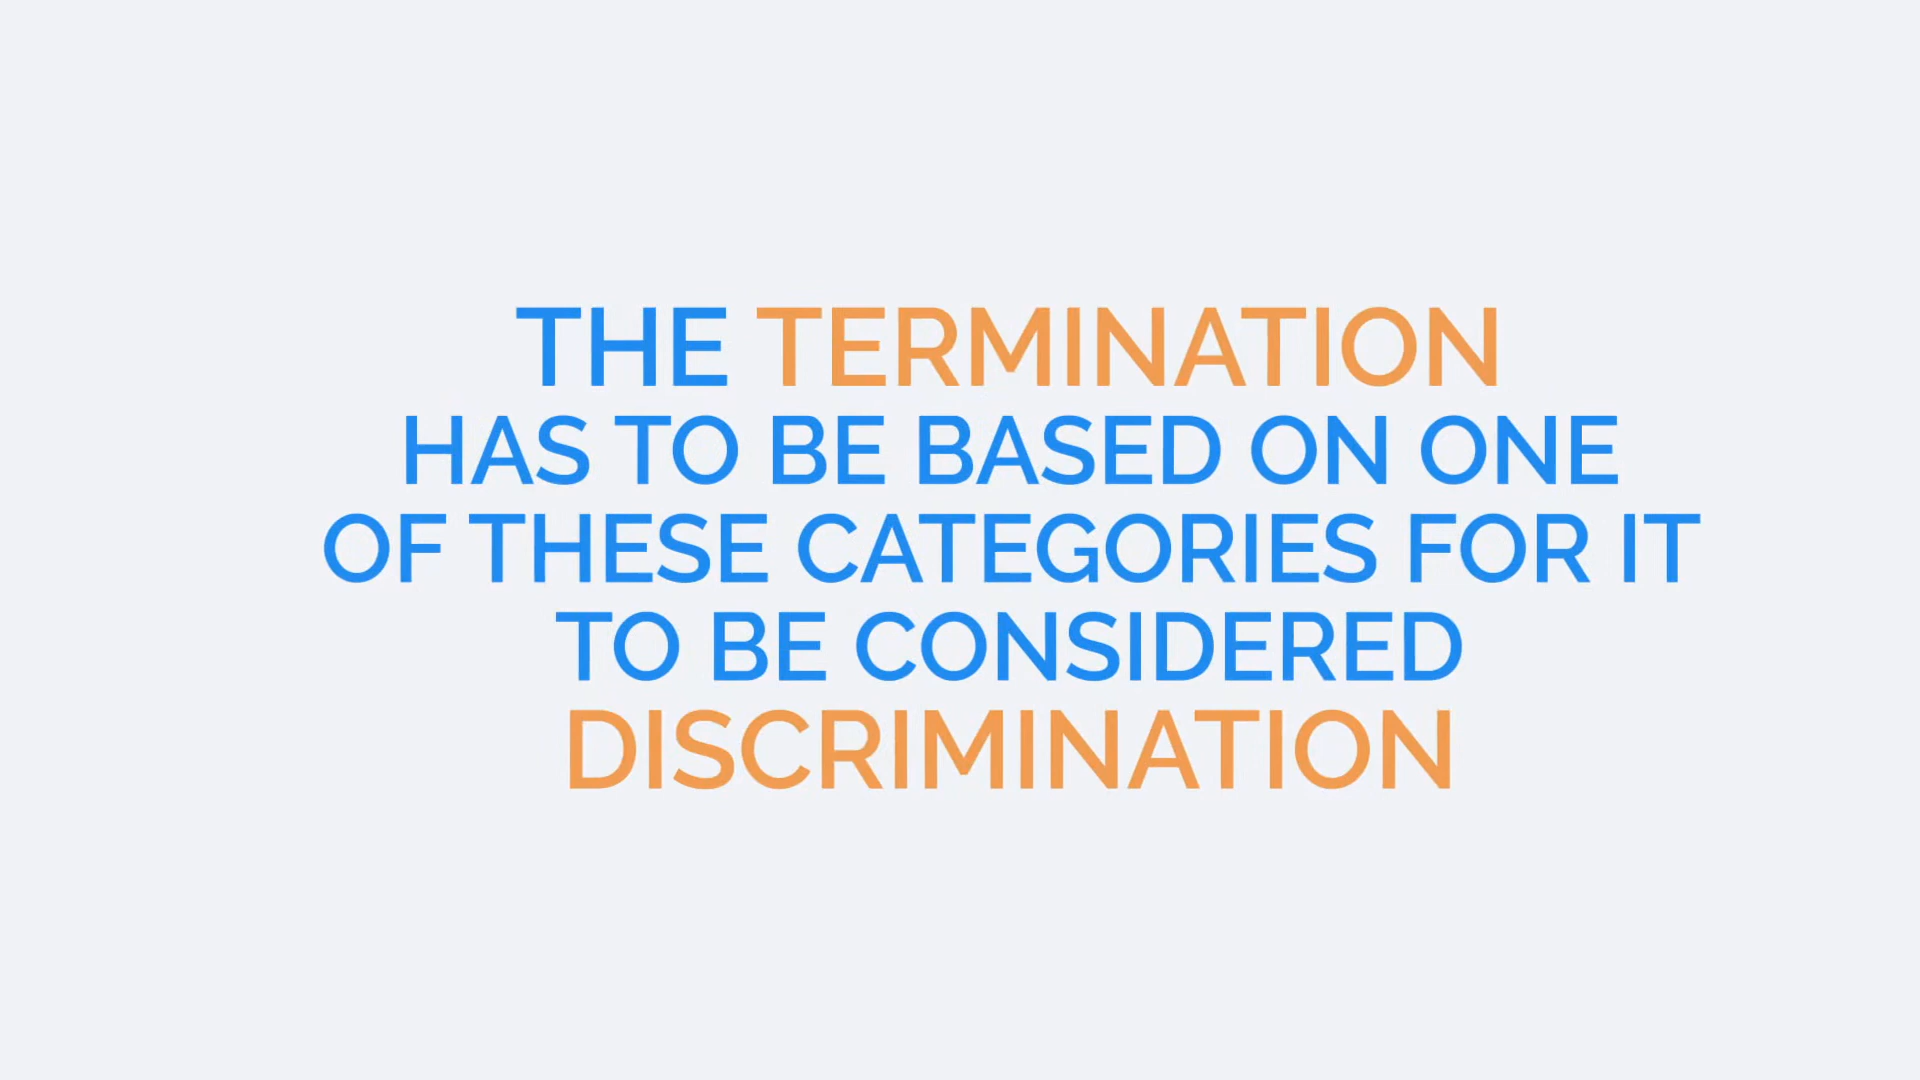 THE TERMINATION
HAS TO BE BASED ON ONE
OF THESE CATEGORIES FOR IT
TO BE CONSIDERED
DISCRIMINATION